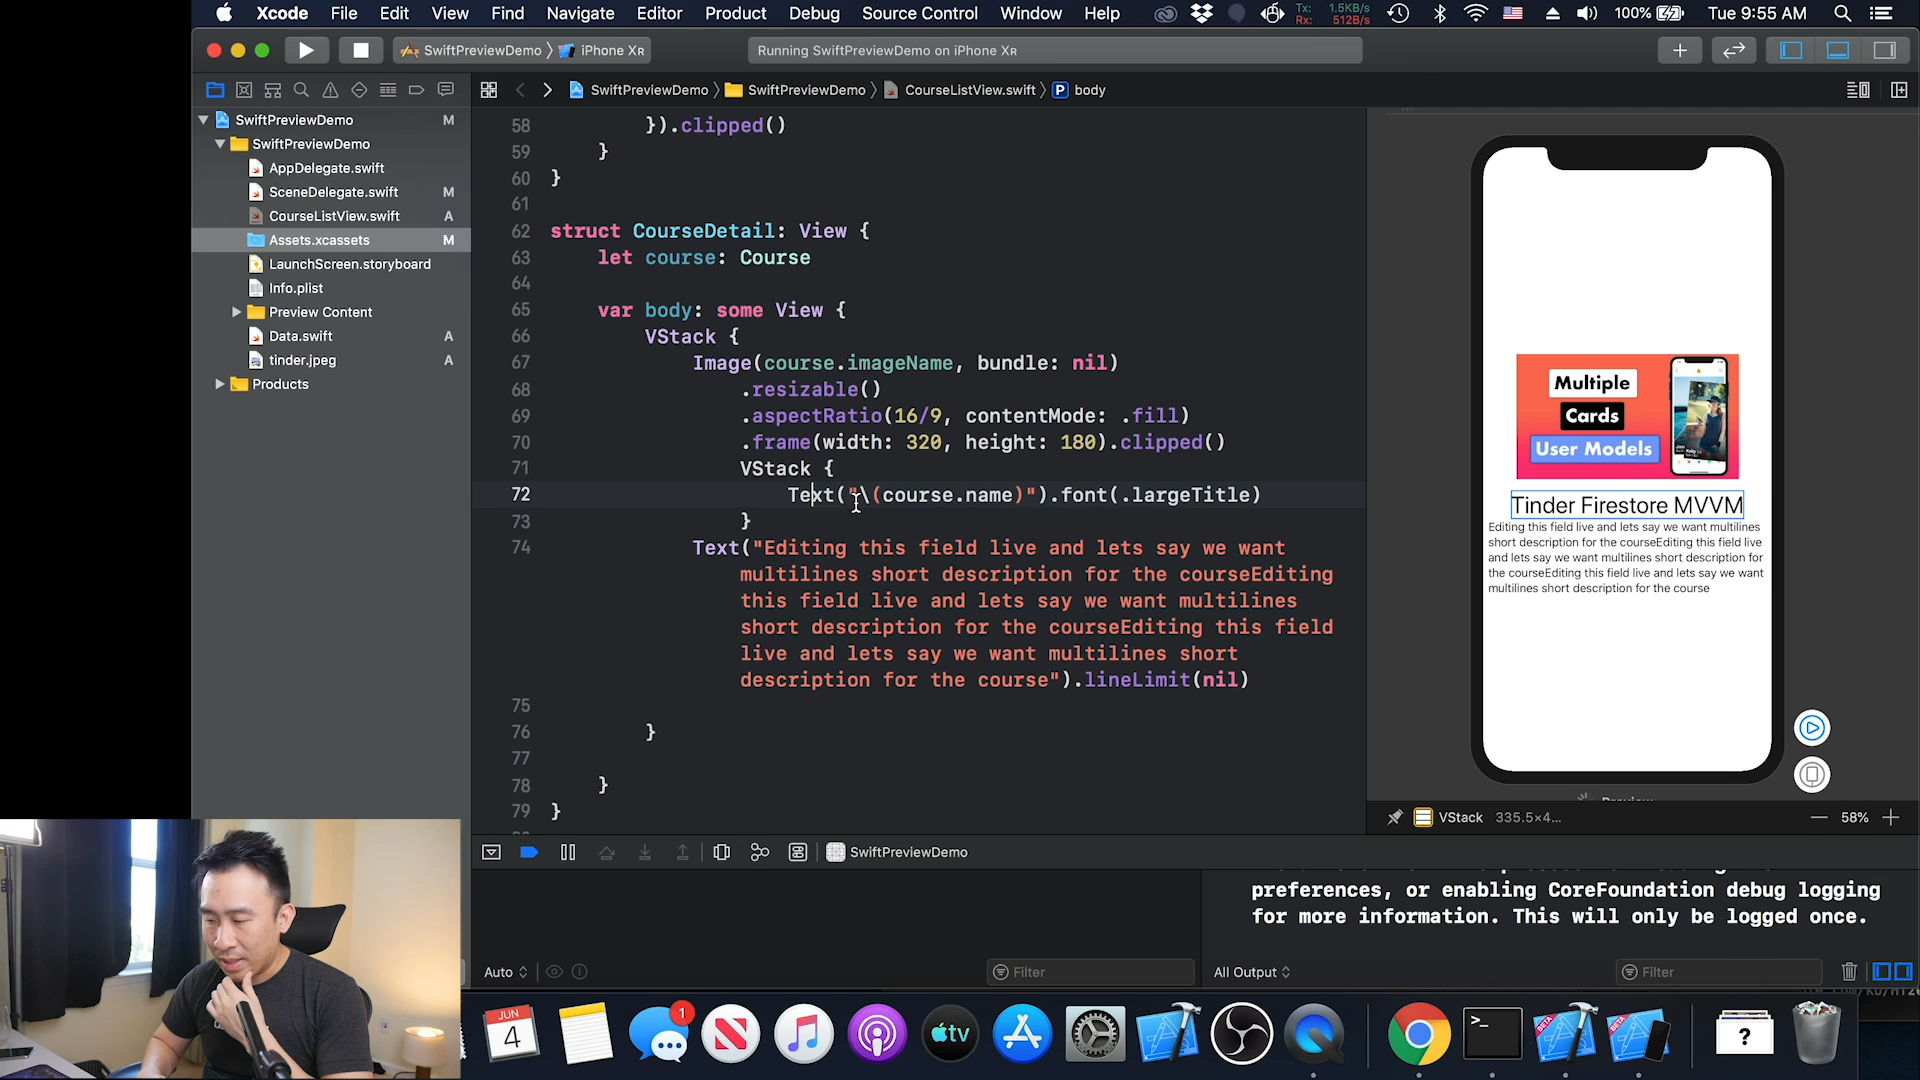 Xcode File Edit View Find Navigate Editor Product Debug Source Control Window Help Tx: 1.5KB/s Rx: 512B/s 100% Tue 9:55 AM
SwiftPreviewDemo iPhone XR Running SwiftPreviewDemo on iPhone XR
SwiftPreviewDemo SwiftPreviewDemo CourseListView.swift P body
SwiftPreviewDemo M
SwiftPreviewDemo
AppDelegate.swift
SceneDelegate.swift M
CourseListView.swift A
Assets.xcassets M
LaunchScreen.storyboard
Info.plist
Preview Content
Data.swift A
tinder.jpeg A
Products
58 }).clipped()
59 }
60 }
61
62 struct CourseDetail: View {
63 let course: Course
64
65 var body: some View {
66 VStack {
67 Image(course.imageName, bundle: nil)
68 .resizable()
69 .aspectRatio(16/9, contentMode: .fill)
70 .frame(width: 320, height: 180).clipped()
71 VStack {
72 Text("\(course.name)").font(.largeTitle)
73 }
74 Text("Editing this field live and lets say we want
multilines short description for the courseEditing
this field live and lets say we want multilines
short description for the courseEditing this field
live and lets say we want multilines short
description for the course").lineLimit(nil)
75
76 }
77
78 }
79 }
Multiple
Cards
User Models
Tinder Firestore MVVM
Editing this field live and lets say we want multilines
short description for the courseEditing this field live
and lets say we want multilines short description for
the courseEditing this field live and lets say we want
multilines short description for the course
Preview
VStack 335.5×4... 58%
SwiftPreviewDemo
preferences, or enabling CoreFoundation debug logging
for more information. This will only be logged once.
Auto Filter All Output Filter
JUN
4
1
tv
>_
BETA
BETA
?